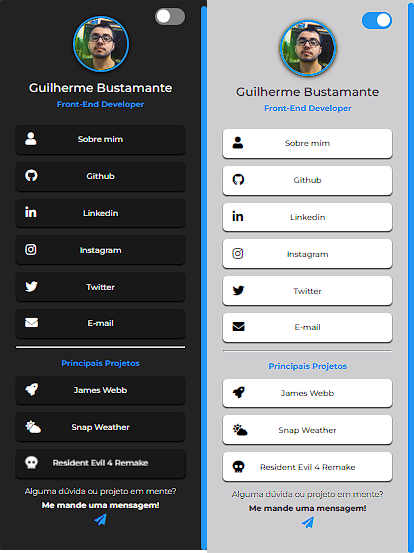 Guilherme Bustamante
Front-End Developer
Sobre mim
Github
Linkedin
Instagram
Twitter
E-mail
Principais Projetos
James Webb
Snap Weather
Resident Evil 4 Remake
Alguma dúvida ou projeto em mente?
Me mande uma mensagem!
Guilherme Bustamante
Front-End Developer
Sobre mim
Github
Linkedin
Instagram
Twitter
E-mail
Principais Projetos
James Webb
Snap Weather
Resident Evil 4 Remake
Alguma dúvida ou projeto em mente?
Me mande uma mensagem!